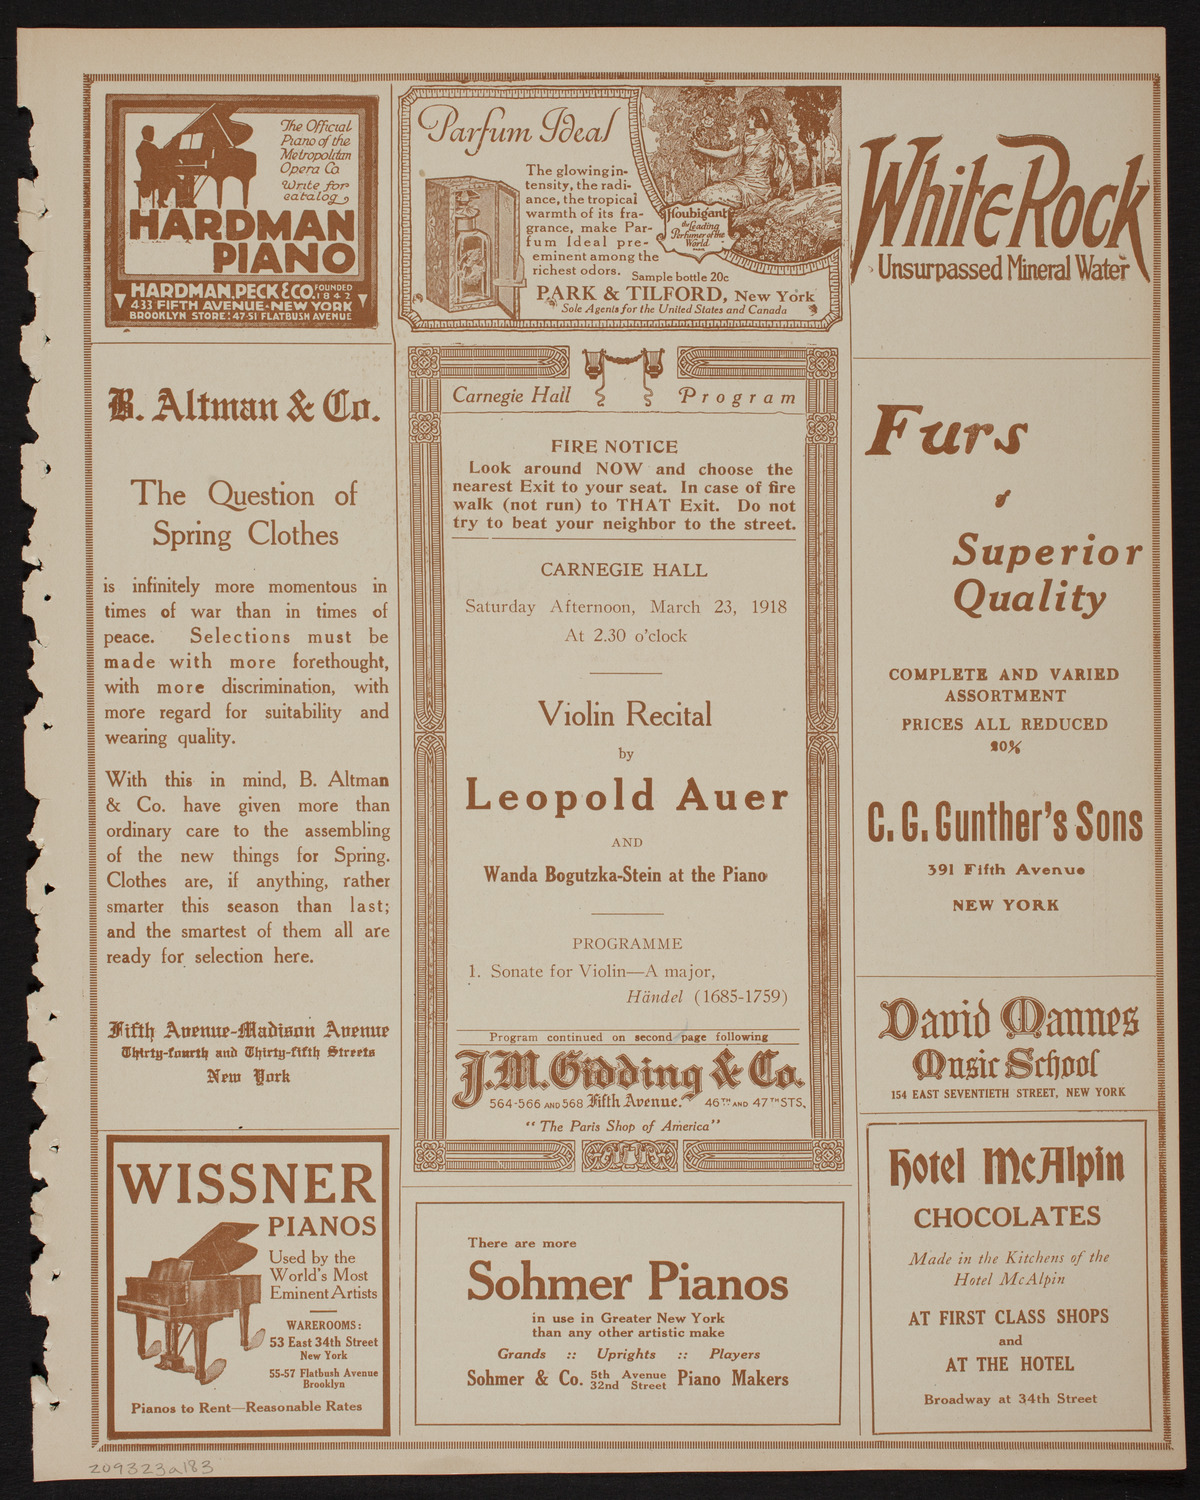 The Official
Piano of the
Metropolitan
Opera Co
Write for
catalog
HARDMAN
PIANO
HARDMAN, PECK & CO. FOUNDED 1842
433 FIFTH AVENUE-NEW YORK
BROOKLYN STORE: 47-51 FLATBUSH AVENUE
B. Altman & Co.
The Question of
Spring Clothes
is infinitely more momentous in
times of war than in times of
peace. Selections must be
made with more forethought,
with more discrimination, with
more regard for suitability and
wearing quality.
With this in mind, B. Altman
& Co. have given more than
ordinary care to the assembling
of the new things for Spring.
Clothes are, if anything, rather
smarter this season than last;
and the smartest of them all are
ready for selection here.
Fifth Avenue-Madison Avenue
Thirty-fourth and Thirty-fifth Streets
New York
WISSNER
PIANOS
Used by the
World's Most
Eminent Artists
WAREROOMS:
53 East 34th Street
New York
55-57 Flatbush Avenue
Brooklyn
Pianos to Rent—Reasonable Rates
Parfum Ideal
The glowing in-
tensity, the radi-
ance, the tropical
warmth of its fra-
grance, make Par-
fum Ideal pre-
eminent among the
richest odors. Sample bottle 20c
Houbigant
the Leading
Perfumer of the
World
PARK & TILFORD, New York
Sole Agents for the United States and Canada
Carnegie Hall Program
FIRE NOTICE
Look around NOW and choose the
nearest Exit to your seat. In case of fire
walk (not run) to THAT Exit. Do not
try to beat your neighbor to the street.
CARNEGIE HALL
Saturday Afternoon, March 23, 1918
At 2.30 o'clock
Violin Recital
by
Leopold Auer
AND
Wanda Bogutzka-Stein at the Piano
PROGRAMME
1. Sonate for Violin—A major,
Händel (1685-1759)
Program continued on second page following
J.M. Gidding & Co.
564-566 AND 568 Fifth Avenue. 46TH AND 47TH STS.
"The Paris Shop of America"
There are more
Sohmer Pianos
in use in Greater New York
than any other artistic make
Grands :: Uprights :: Players
Sohmer & Co. 5th Avenue 32nd Street Piano Makers
White Rock
Unsurpassed Mineral Water
Furs
of
Superior
Quality
COMPLETE AND VARIED
ASSORTMENT
PRICES ALL REDUCED
20%
C. G. Gunther's Sons
391 Fifth Avenue
NEW YORK
David Mannes
Music School
154 EAST SEVENTIETH STREET, NEW YORK
Hotel McAlpin
CHOCOLATES
Made in the Kitchens of the
Hotel McAlpin
AT FIRST CLASS SHOPS
and
AT THE HOTEL
Broadway at 34th Street
209323a183